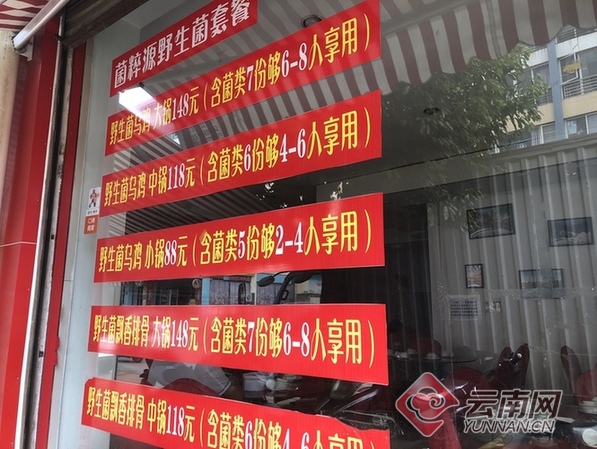 菌粹源野生菌套餐
野生菌乌鸡 大锅148元（含菌类7份够6-8人享用）
野生菌乌鸡 中锅118元（含菌类6份够4-6人享用）
野生菌乌鸡 小锅88元（含菌类5份够2-4人享用）
野生菌飘香排骨 大锅148元（含菌类7份够6-8人享用）
野生菌飘香排骨 中锅118元（含菌类6份够4-6人享用
云南网
YUNNAN.CN